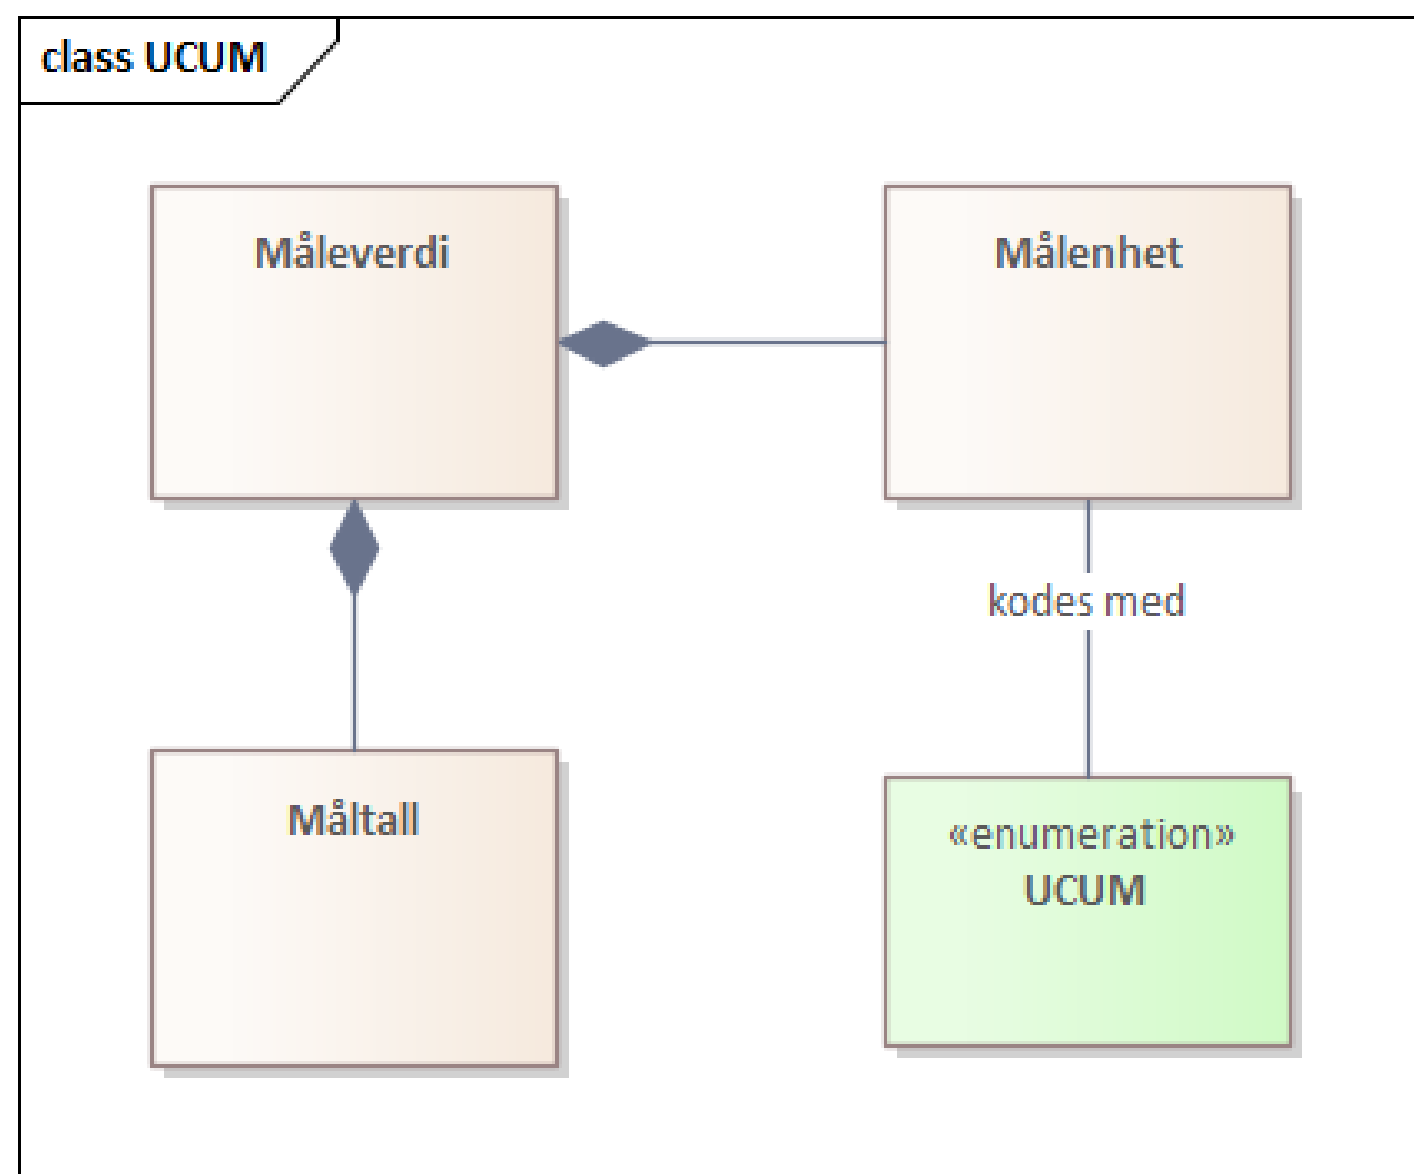 class UCUM
Måleverdi
Målenhet
kodes med
Måltall
«enumeration»
UCUM